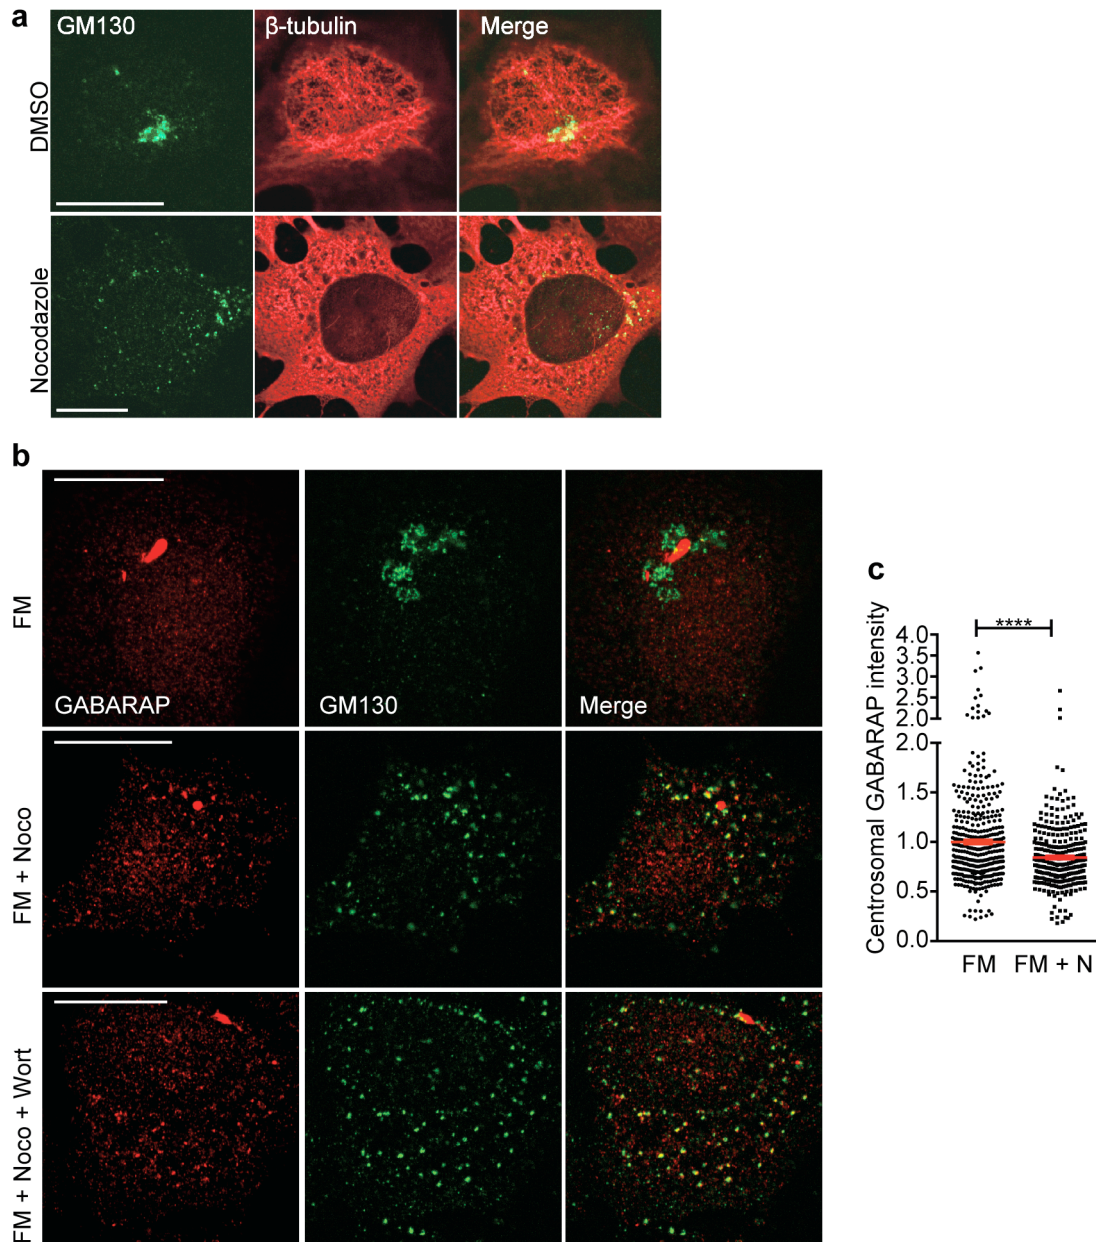 a
GM130
β-tubulin
Merge
DMSO
Nocodazole
b
FM
GABARAP
GM130
Merge
FM + Noco
FM + Noco + Wort
c
Centrosomal GABARAP intensity
****
4.0
3.5
3.0
2.5
2.0
2.0
1.5
1.0
0.5
0.0
FM
FM + N